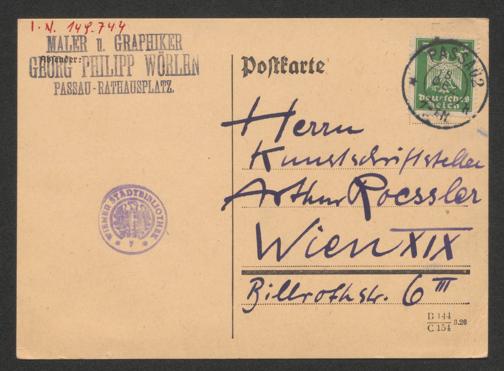 I. N. 149.744
MALER u. GRAPHIKER
Absender:
GEORG PHILIPP WÖRLEN
PASSAU-RATHAUSPLATZ.
Postkarte
PASSAU 2
Deutsches
Reich
Herrn
Kunstschriftsteller
Arthur Roessler
Wien XIX
Billrothstr. 6 III
WIENER STADTBIBLIOTHEK
B 144
C 154